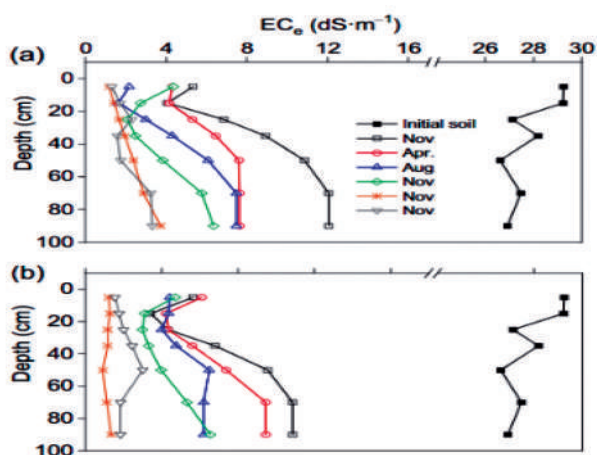 ECe (dS·m⁻¹)
0 4 8 12 16 26 28 30
(a)
Depth (cm)
0
20
40
60
80
100
Initial soil
Nov
Apr.
Aug
Nov
Nov
Nov
(b)
Depth (cm)
0
20
40
60
80
100